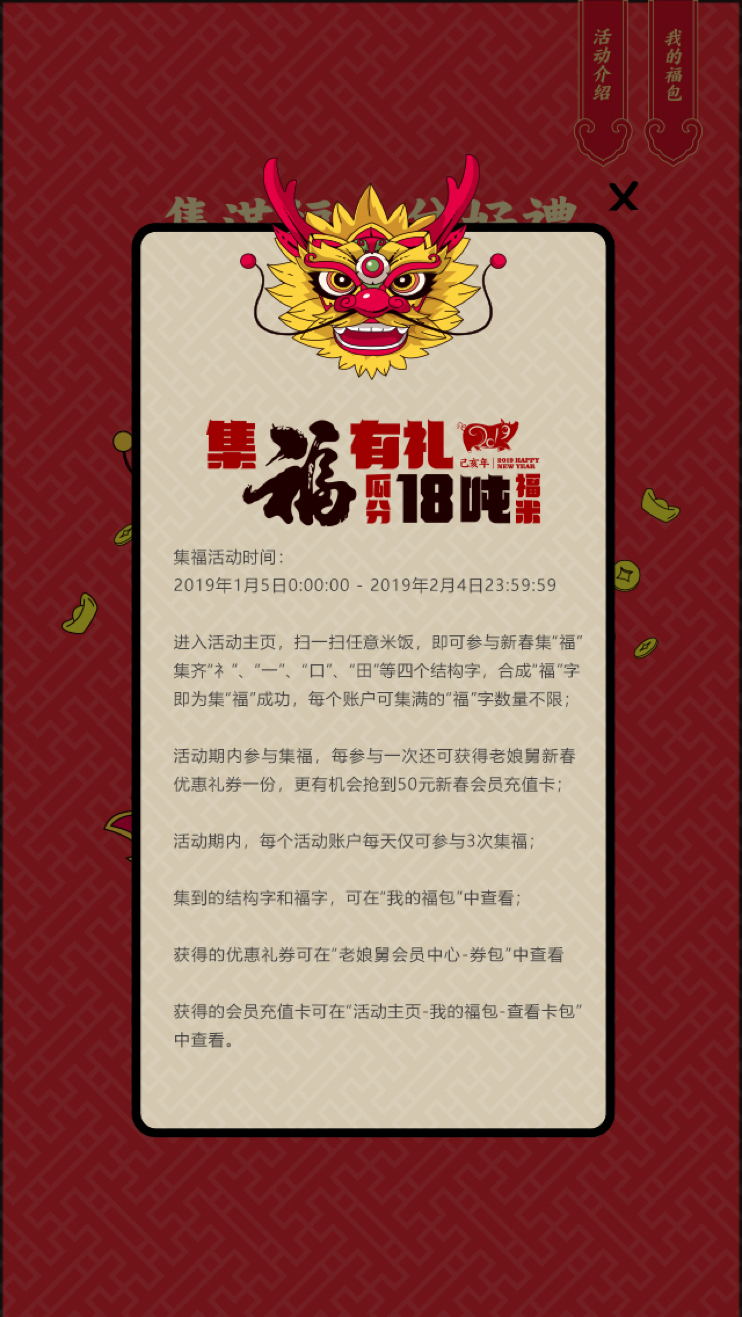 活动介绍
我的福包
集福有礼
己亥年
2019 HAPPY
NEW YEAR
瓜分18吨福米
集福活动时间：
2019年1月5日0:00:00 - 2019年2月4日23:59:59
进入活动主页，扫一扫任意米饭，即可参与新春集“福”
集齐“礻”、“一”、“口”、“田”等四个结构字，合成“福”字
即为集“福”成功，每个账户可集满的“福”字数量不限；
活动期内参与集福，每参与一次还可获得老娘舅新春
优惠礼券一份，更有机会抢到50元新春会员充值卡；
活动期内，每个活动账户每天仅可参与3次集福；
集到的结构字和福字，可在“我的福包”中查看；
获得的优惠礼券可在“老娘舅会员中心-券包”中查看
获得的会员充值卡可在“活动主页-我的福包-查看卡包”
中查看。